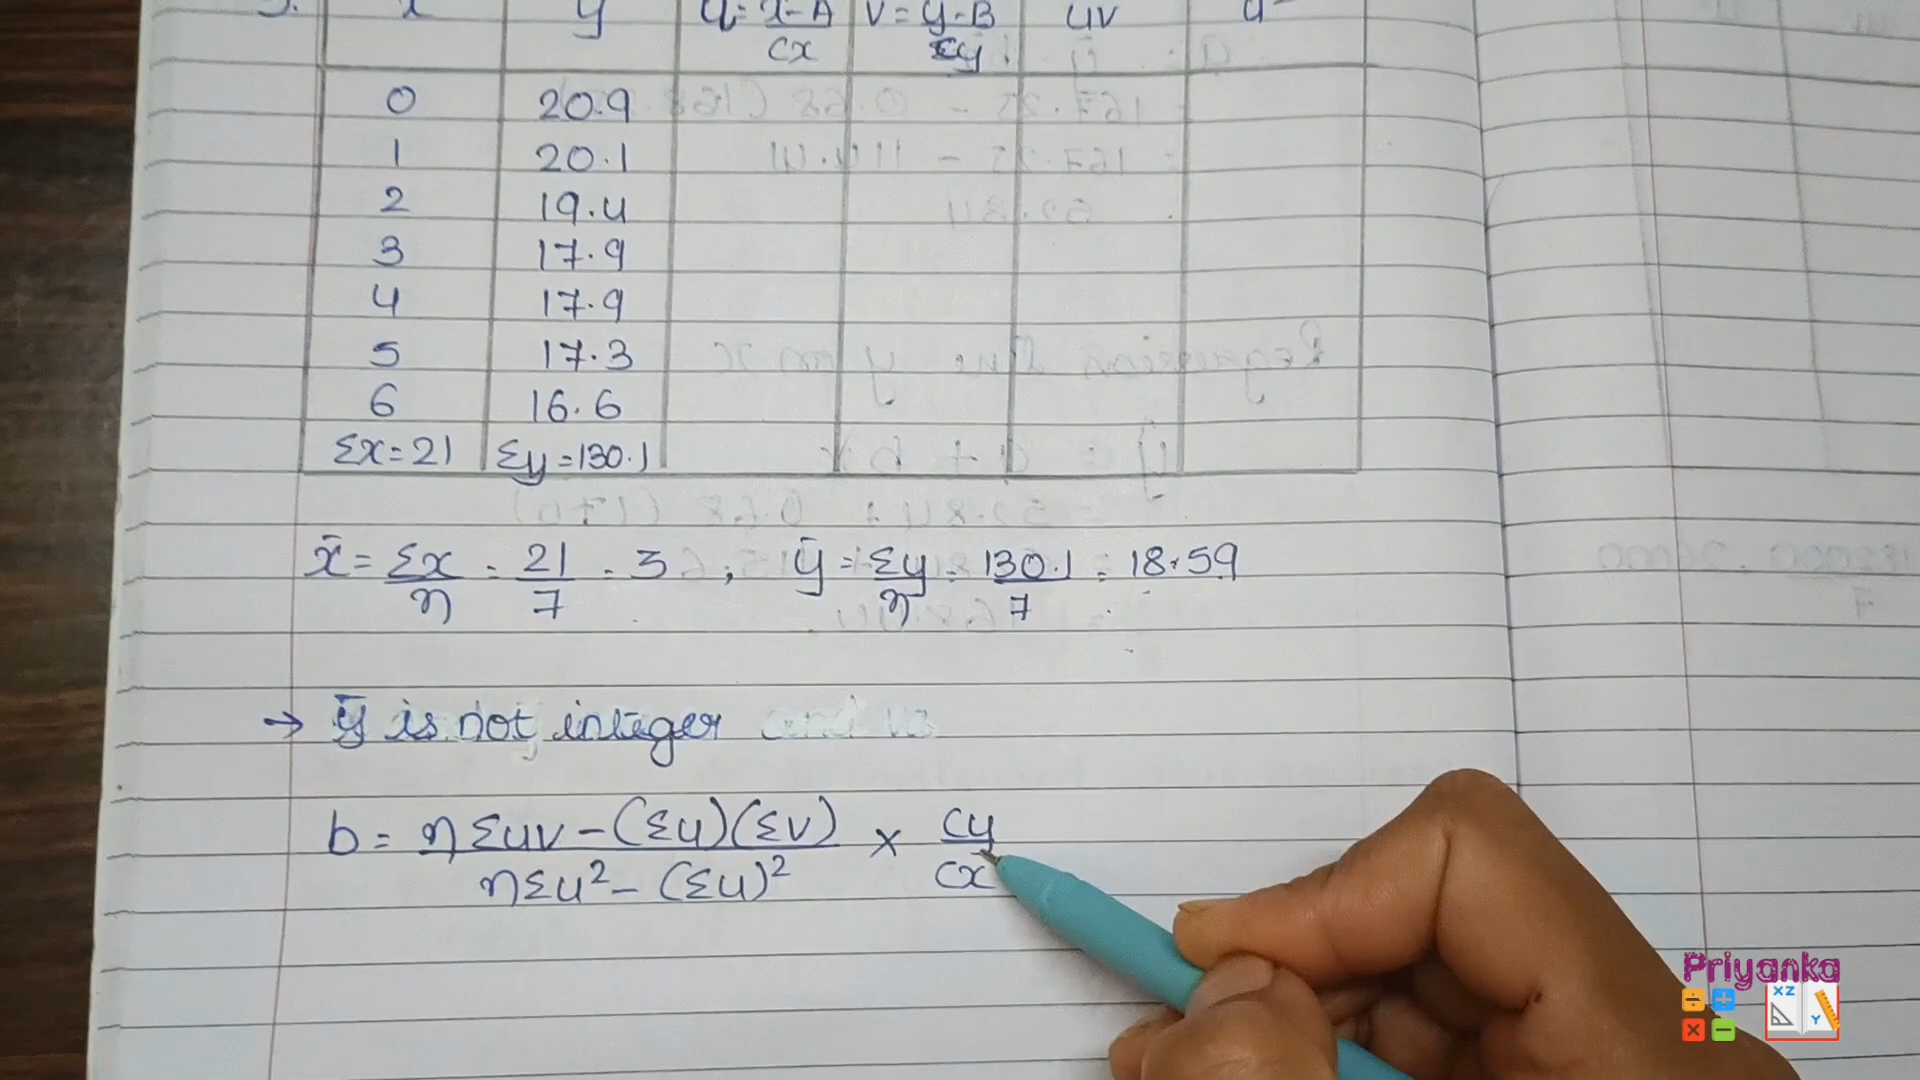 x y u = x-A / Cx v = y-B / Cy uv u²
0 20.9
1 20.1
2 19.4
3 17.9
4 17.9
5 17.3
6 16.6
Σx = 21 Σy = 130.1
x̄ = Σx / n = 21 / 7 = 3 ; ȳ = Σy / n = 130.1 / 7 = 18.59
→ ȳ is not integer
b = nΣuv - (Σu)(Σv) / nΣu² - (Σu)² × Cy / Cx
Priyanka
XZ
Y